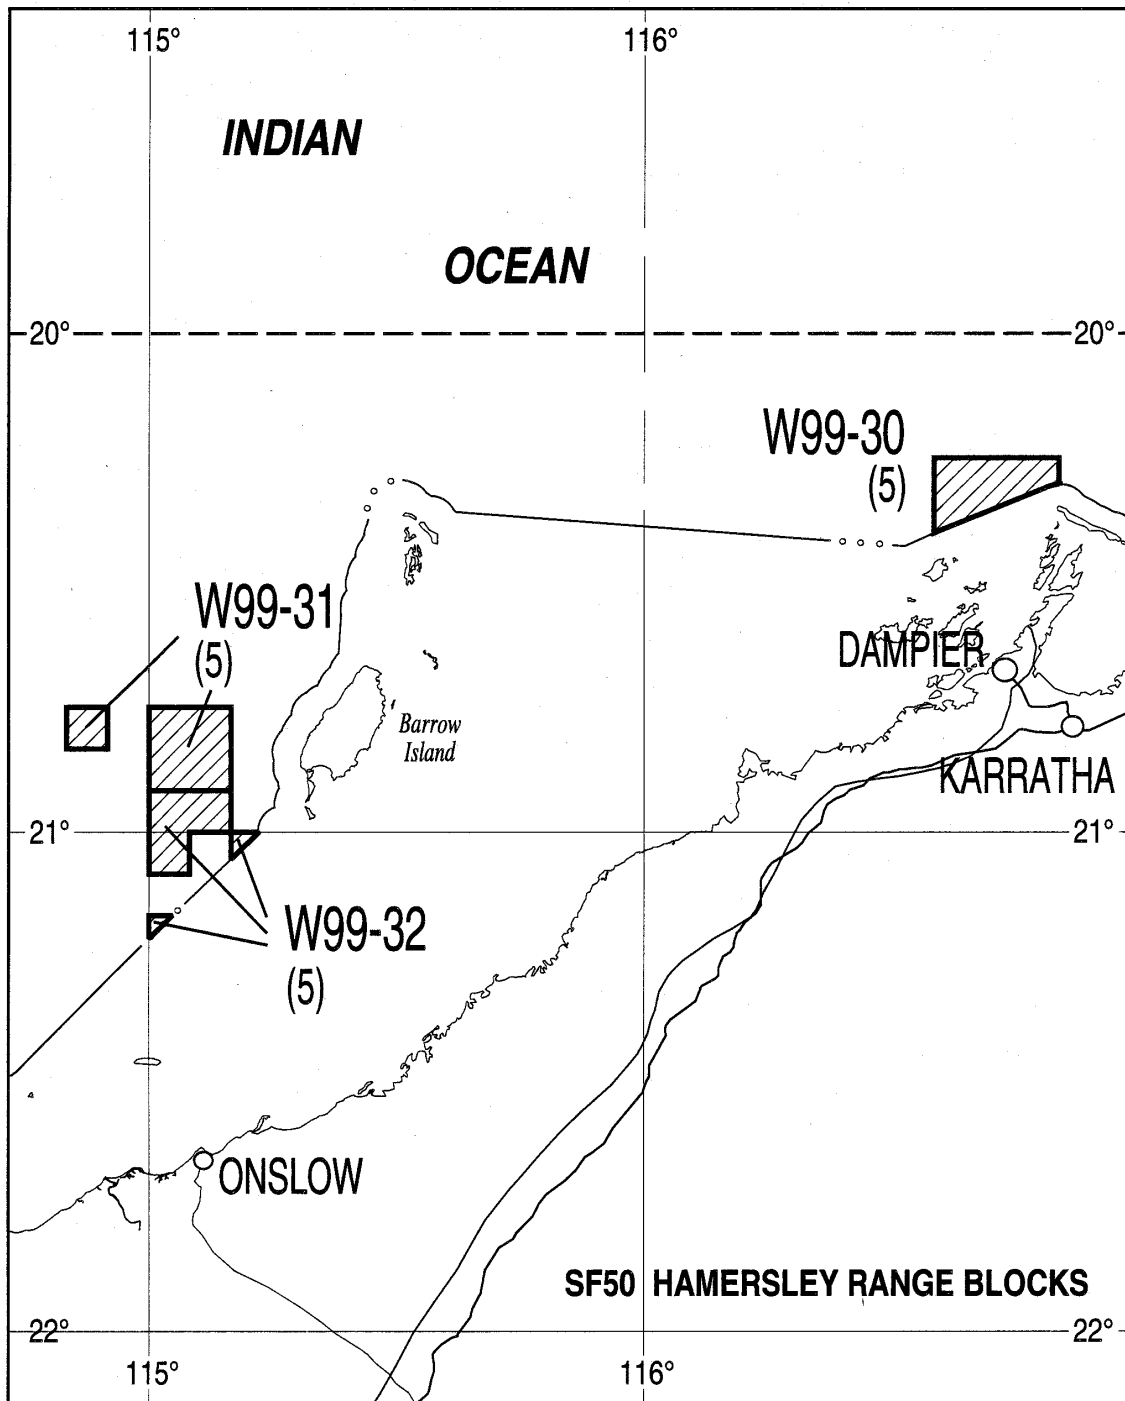 115° 116°
INDIAN
OCEAN
20° 20°
W99-30
(5)
W99-31
(5)
DAMPIER
Barrow
Island
KARRATHA
21° 21°
W99-32
(5)
ONSLOW
SF50 HAMERSLEY RANGE BLOCKS
22° 22°
115° 116°